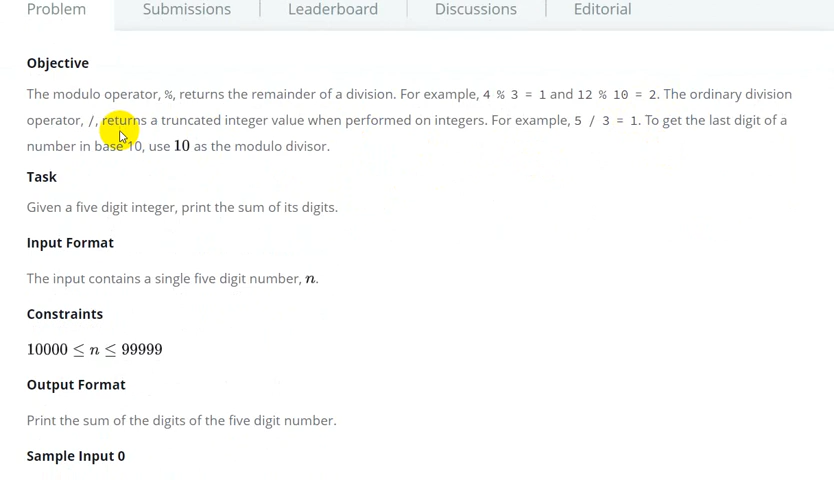 Problem Submissions Leaderboard Discussions Editorial
Objective
The modulo operator, %, returns the remainder of a division. For example, 4 % 3 = 1 and 12 % 10 = 2. The ordinary division
operator, /, returns a truncated integer value when performed on integers. For example, 5 / 3 = 1. To get the last digit of a
number in base 10, use 10 as the modulo divisor.
Task
Given a five digit integer, print the sum of its digits.
Input Format
The input contains a single five digit number, n.
Constraints
10000 ≤ n ≤ 99999
Output Format
Print the sum of the digits of the five digit number.
Sample Input 0